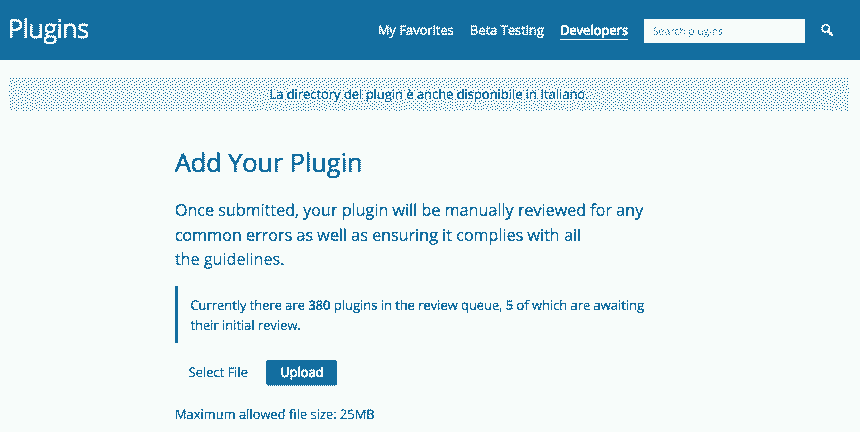 Plugins
My Favorites Beta Testing Developers Search plugins
La directory dei plugin è anche disponibile in Italiano.
Add Your Plugin
Once submitted, your plugin will be manually reviewed for any
common errors as well as ensuring it complies with all
the guidelines.
Currently there are 380 plugins in the review queue, 5 of which are awaiting
their initial review.
Select File Upload
Maximum allowed file size: 25MB